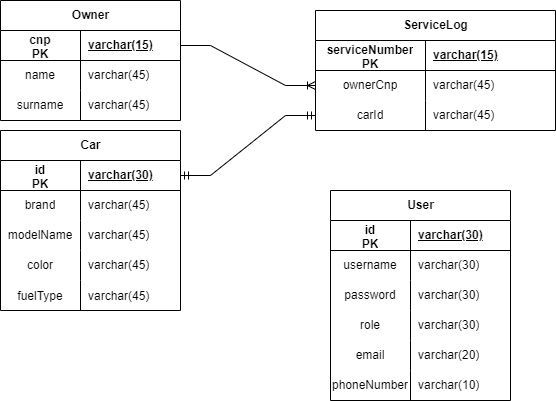 Owner
cnp
PK
varchar(15)
name varchar(45)
surname varchar(45)
ServiceLog
serviceNumber
PK
varchar(15)
ownerCnp varchar(45)
carId varchar(45)
Car
id
PK
varchar(30)
brand varchar(45)
modelName varchar(45)
color varchar(45)
fuelType varchar(45)
User
id
PK
varchar(30)
username varchar(30)
password varchar(30)
role varchar(30)
email varchar(20)
phoneNumber varchar(10)